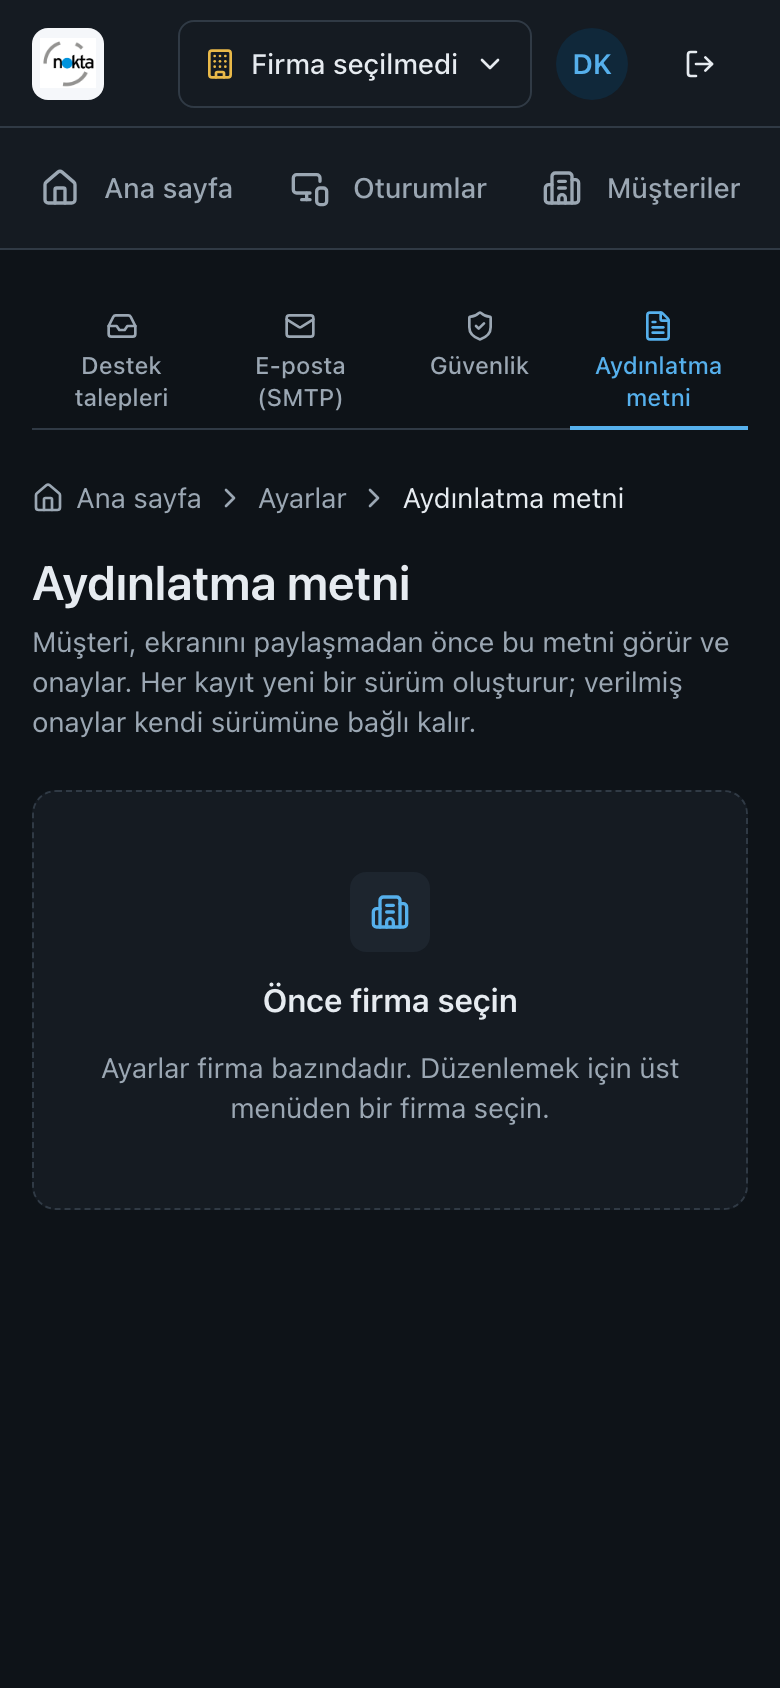 nokta
Firma seçilmedi
DK
Ana sayfa
Oturumlar
Müşteriler
Destek
talepleri
E-posta
(SMTP)
Güvenlik
Aydınlatma
metni
Ana sayfa > Ayarlar > Aydınlatma metni
Aydınlatma metni
Müşteri, ekranını paylaşmadan önce bu metni görür ve
onaylar. Her kayıt yeni bir sürüm oluşturur; verilmiş
onaylar kendi sürümüne bağlı kalır.
Önce firma seçin
Ayarlar firma bazındadır. Düzenlemek için üst
menüden bir firma seçin.